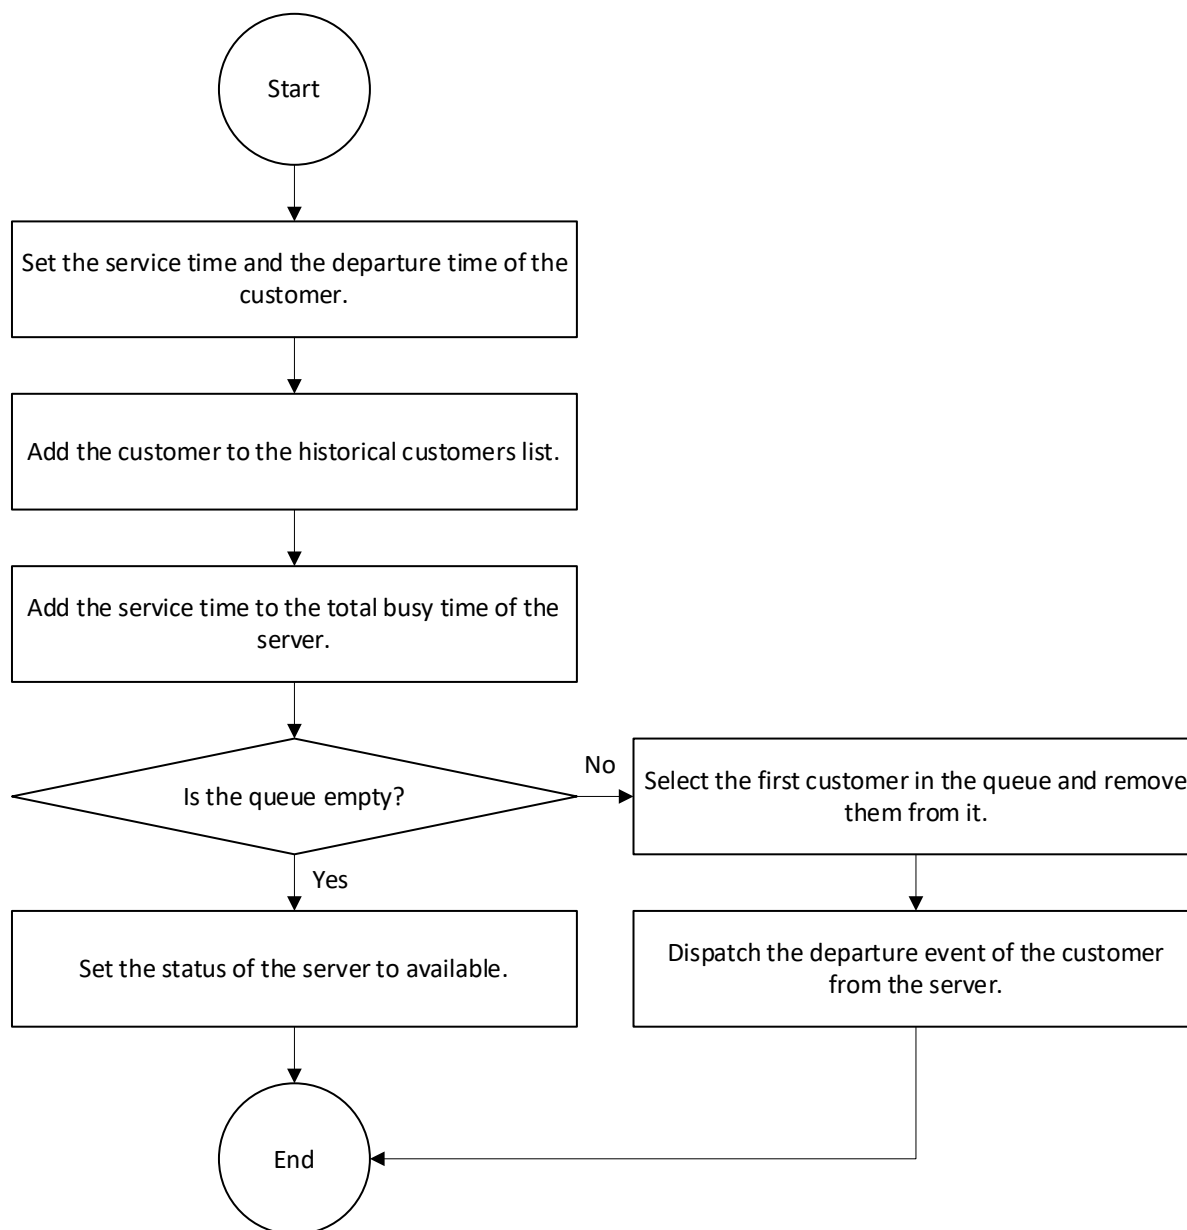 Start
Set the service time and the departure time of the
customer.
Add the customer to the historical customers list.
Add the service time to the total busy time of the
server.
Is the queue empty?
No
Select the first customer in the queue and remove
them from it.
Yes
Set the status of the server to available.
Dispatch the departure event of the customer
from the server.
End